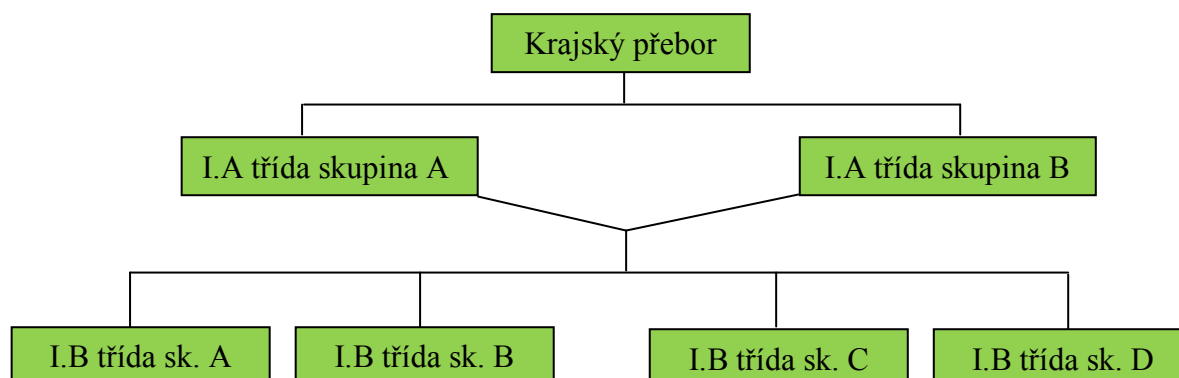 Krajský přebor
I.A třída skupina A
I.A třída skupina B
I.B třída sk. A
I.B třída sk. B
I.B třída sk. C
I.B třída sk. D